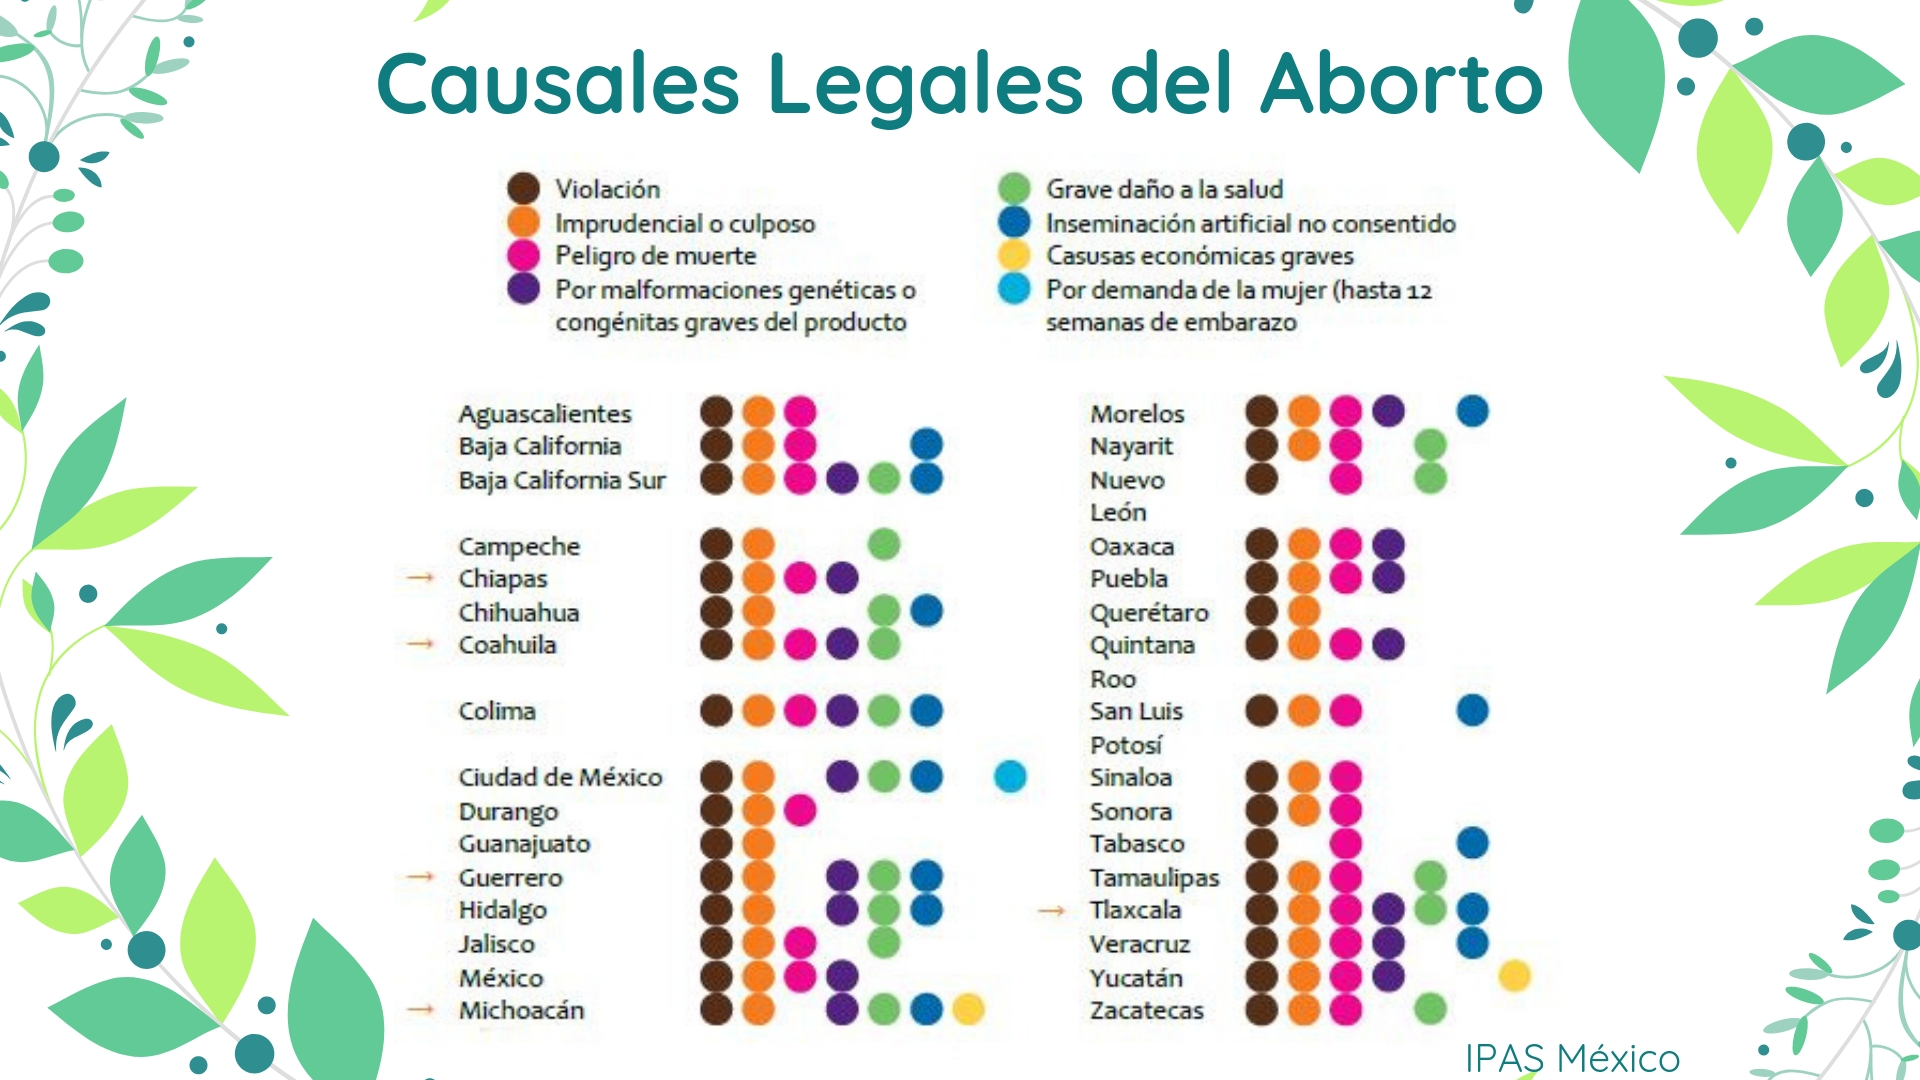 Causales Legales del Aborto
Violación
Imprudencial o culposo
Peligro de muerte
Por malformaciones genéticas o
congénitas graves del producto
Grave daño a la salud
Inseminación artificial no consentido
Casusas económicas graves
Por demanda de la mujer (hasta 12
semanas de embarazo
Aguascalientes
Baja California
Baja California Sur
Campeche
→ Chiapas
Chihuahua
→ Coahuila
Colima
Ciudad de México
Durango
Guanajuato
→ Guerrero
Hidalgo
Jalisco
México
→ Michoacán
Morelos
Nayarit
Nuevo
León
Oaxaca
Puebla
Querétaro
Quintana
Roo
San Luis
Potosí
Sinaloa
Sonora
Tabasco
Tamaulipas
→ Tlaxcala
Veracruz
Yucatán
Zacatecas
IPAS México